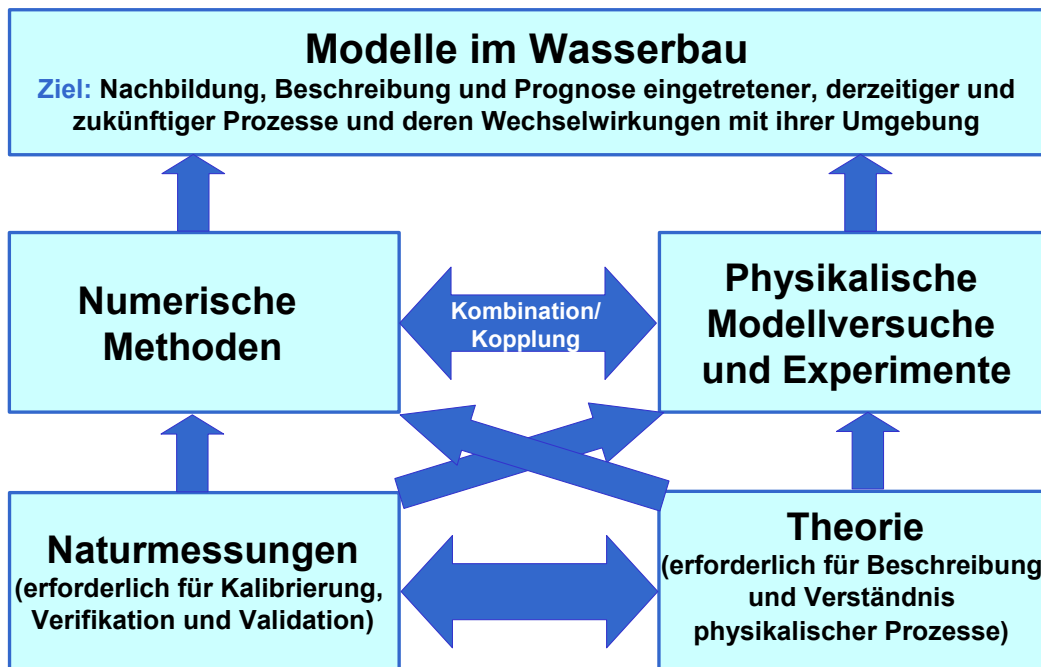 Modelle im Wasserbau
Ziel: Nachbildung, Beschreibung und Prognose eingetretener, derzeitiger und
zukünftiger Prozesse und deren Wechselwirkungen mit ihrer Umgebung
Numerische
Methoden
Kombination/
Kopplung
Physikalische
Modellversuche
und Experimente
Naturmessungen
(erforderlich für Kalibrierung,
Verifikation und Validation)
Theorie
(erforderlich für Beschreibung
und Verständnis
physikalischer Prozesse)